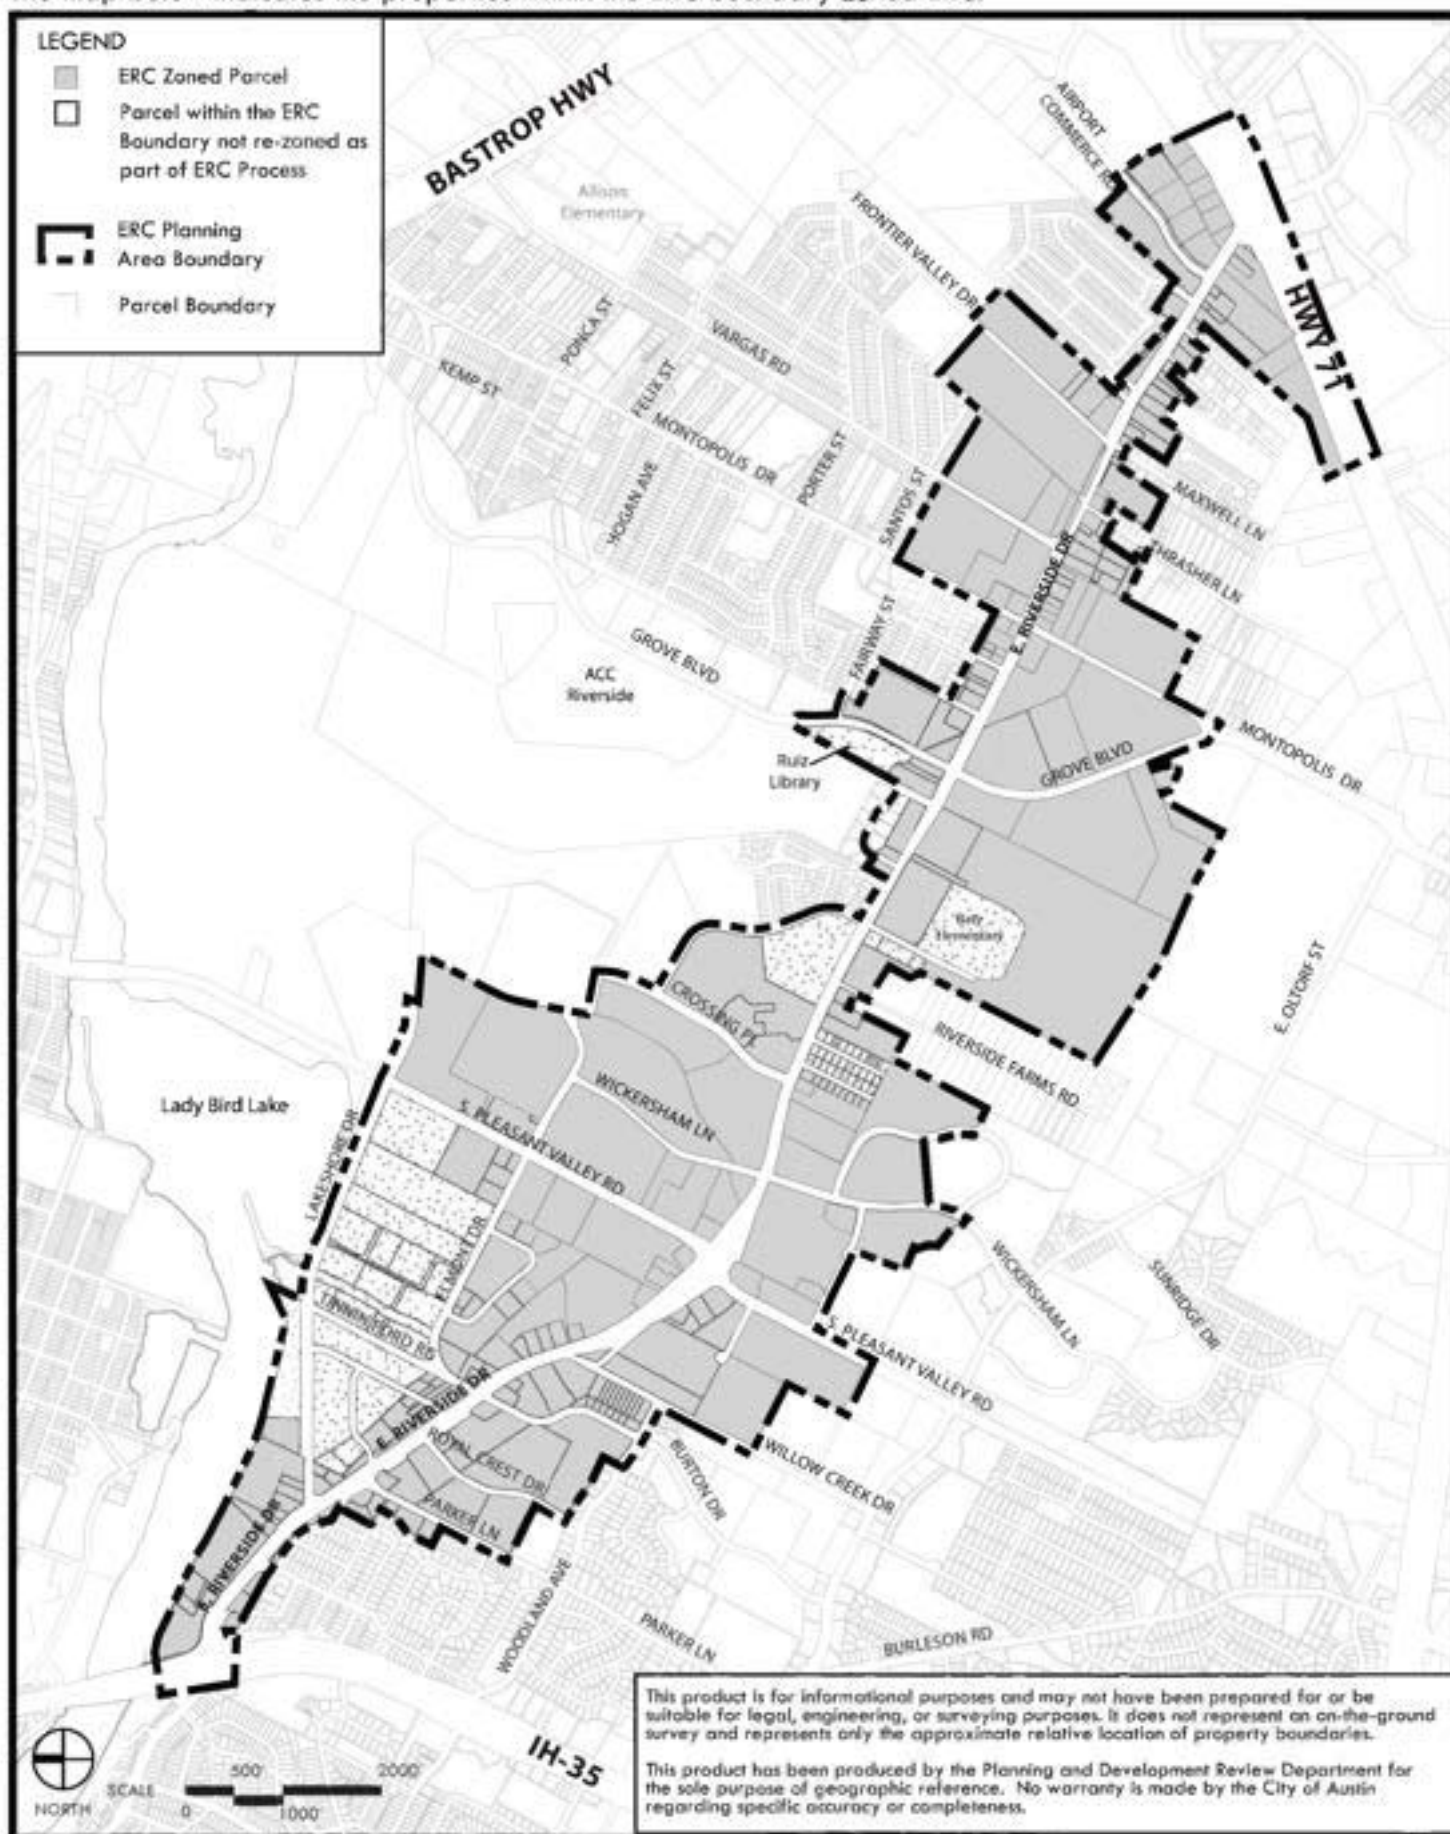 LEGEND
ERC Zoned Parcel
Parcel within the ERC
Boundary not re-zoned as
part of ERC Process
ERC Planning
Area Boundary
Parcel Boundary
BASTROP HWY
Allison
Elementary
AIRPORT
COMMERCE
FRONTIER VALLEY DR
HWY 71
PONCA ST
VARGAS RD
KEMP ST
FELIX ST
MONTOPOLIS DR
PORTER ST
HOGAN AVE
SANTOS ST
MAXWELL LN
THRASHER LN
E. RIVERSIDE DR
FAIRWAY ST
GROVE BLVD
ACC
Riverside
Ruiz
Library
GROVE BLVD
MONTOPOLIS DR
Elementary
E. OLTORF ST
CROSSING PL
RIVERSIDE FARMS RD
WICKERSHAM LN
Lady Bird Lake
S. PLEASANT VALLEY RD
LAKESHORE DR
ELMONT DR
WICKERSHAM LN
SUNRIDGE DR
TINNIN FORD RD
S. PLEASANT VALLEY RD
E. RIVERSIDE DR
ROYAL CREST DR
BURTON DR
WILLOW CREEK DR
PARKER LN
E. RIVERSIDE DR
WOODLAND AVE
PARKER LN
BURLESON RD
IH-35
NORTH
SCALE
500
2000
0
1000
This product is for informational purposes and may not have been prepared for or be
suitable for legal, engineering, or surveying purposes. It does not represent an on-the-ground
survey and represents only the approximate relative location of property boundaries.
This product has been produced by the Planning and Development Review Department for
the sole purpose of geographic reference. No warranty is made by the City of Austin
regarding specific accuracy or completeness.